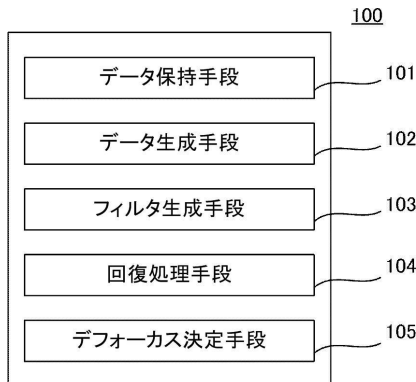 100
データ保持手段 101
データ生成手段 102
フィルタ生成手段 103
回復処理手段 104
デフォーカス決定手段 105